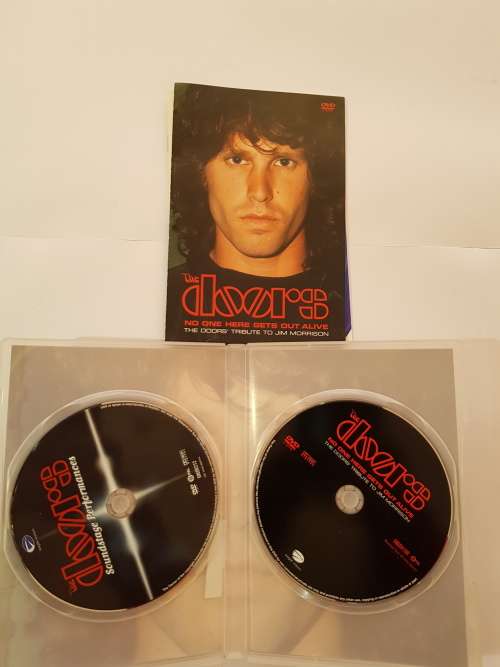 DVD
The
doors
NO ONE HERE GETS OUT ALIVE
THE DOORS' TRIBUTE TO JIM MORRISON
The
doors
Soundstage Performances
DVD
The
doors
NO ONE HERE GETS OUT ALIVE
THE DOORS' TRIBUTE TO JIM MORRISON
DVD